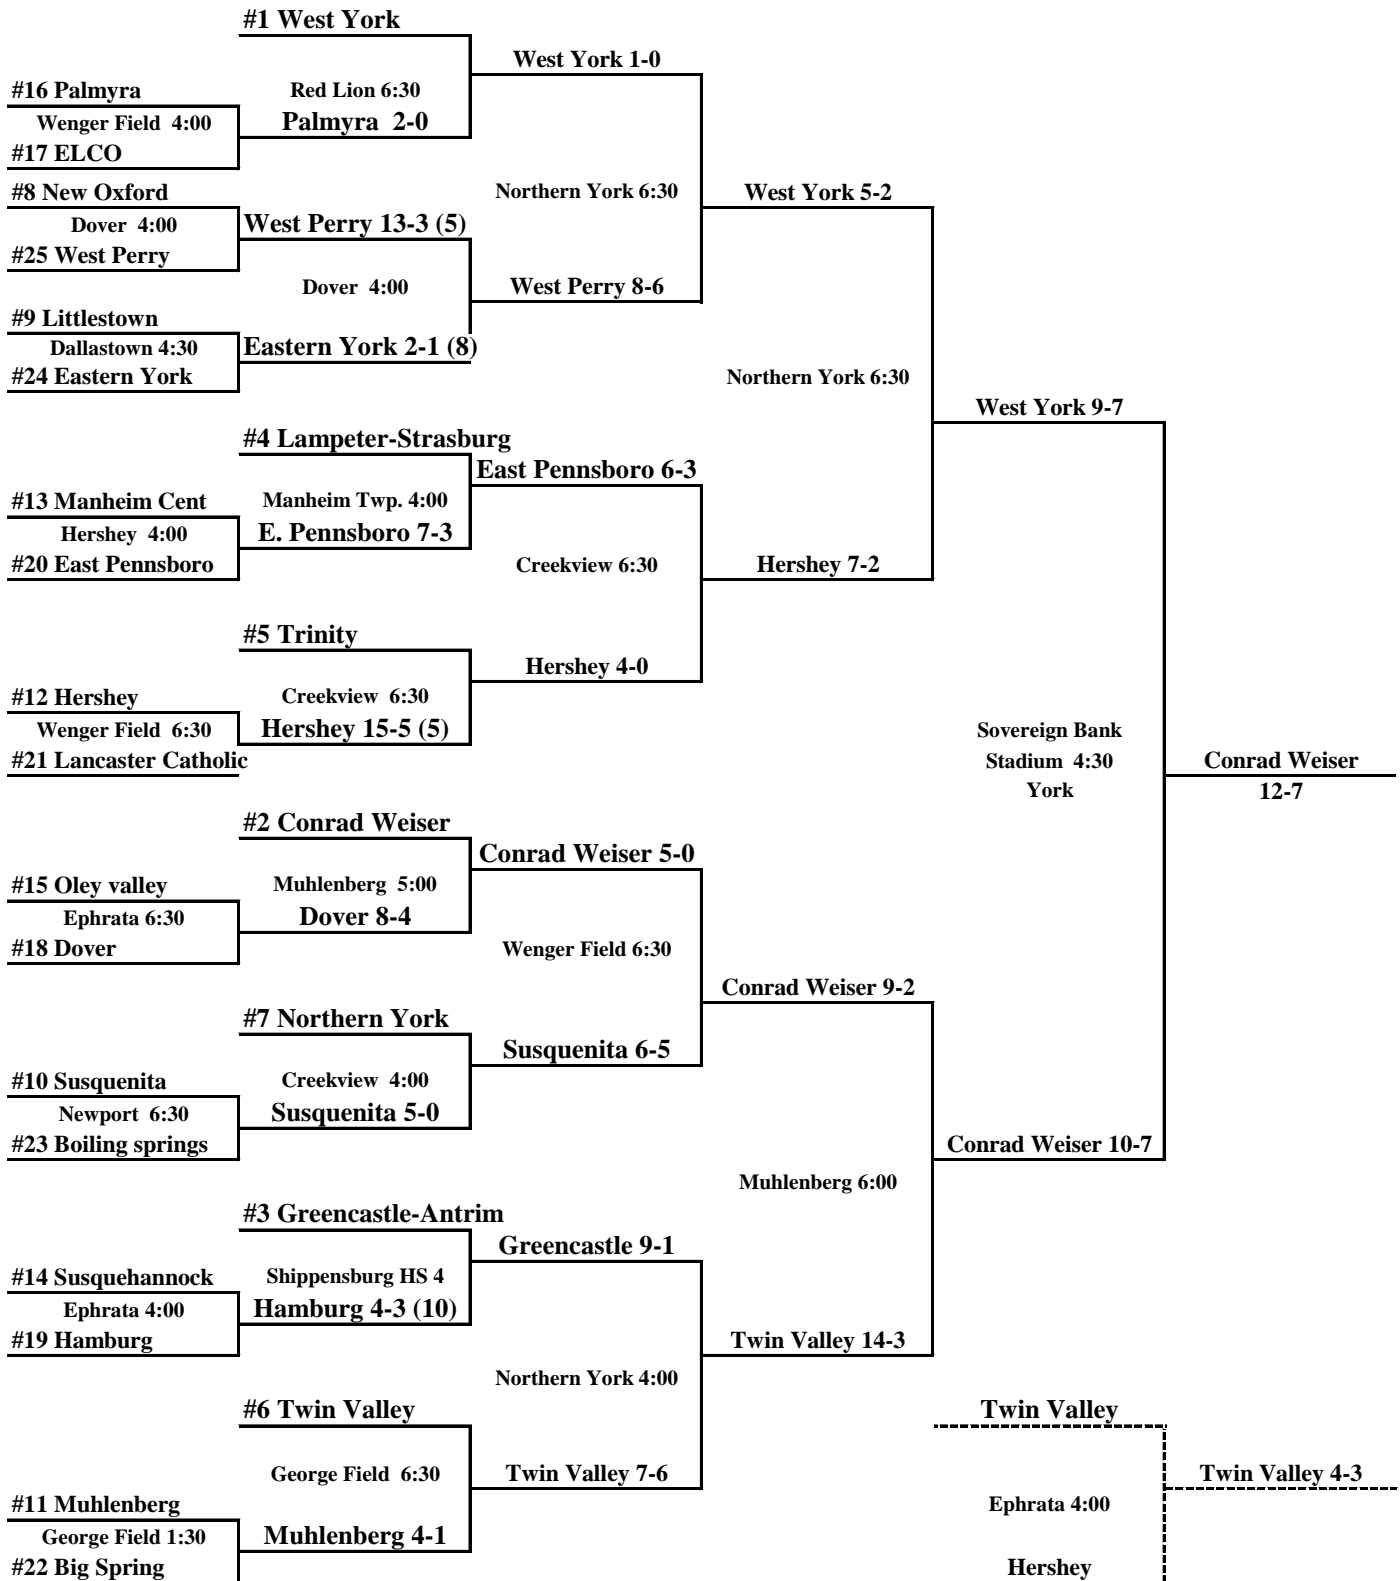 #1 West York
West York 1-0
#16 Palmyra
Red Lion 6:30
Wenger Field 4:00
Palmyra 2-0
#17 ELCO
#8 New Oxford
Northern York 6:30
West York 5-2
Dover 4:00
West Perry 13-3 (5)
#25 West Perry
Dover 4:00
West Perry 8-6
#9 Littlestown
Dallastown 4:30
Eastern York 2-1 (8)
#24 Eastern York
Northern York 6:30
West York 9-7
#4 Lampeter-Strasburg
East Pennsboro 6-3
#13 Manheim Cent
Manheim Twp. 4:00
Hershey 4:00
E. Pennsboro 7-3
#20 East Pennsboro
Creekview 6:30
Hershey 7-2
#5 Trinity
Hershey 4-0
#12 Hershey
Creekview 6:30
Wenger Field 6:30
Hershey 15-5 (5)
#21 Lancaster Catholic
Sovereign Bank
Stadium 4:30
York
Conrad Weiser
12-7
#2 Conrad Weiser
Conrad Weiser 5-0
#15 Oley valley
Muhlenberg 5:00
Ephrata 6:30
Dover 8-4
#18 Dover
Wenger Field 6:30
Conrad Weiser 9-2
#7 Northern York
Susquenita 6-5
#10 Susquenita
Creekview 4:00
Newport 6:30
Susquenita 5-0
#23 Boiling springs
Conrad Weiser 10-7
Muhlenberg 6:00
#3 Greencastle-Antrim
Greencastle 9-1
#14 Susquehannock
Shippensburg HS 4
Ephrata 4:00
Hamburg 4-3 (10)
#19 Hamburg
Twin Valley 14-3
Northern York 4:00
#6 Twin Valley
Twin Valley
George Field 6:30
Twin Valley 7-6
Twin Valley 4-3
#11 Muhlenberg
Ephrata 4:00
George Field 1:30
Muhlenberg 4-1
#22 Big Spring
Hershey